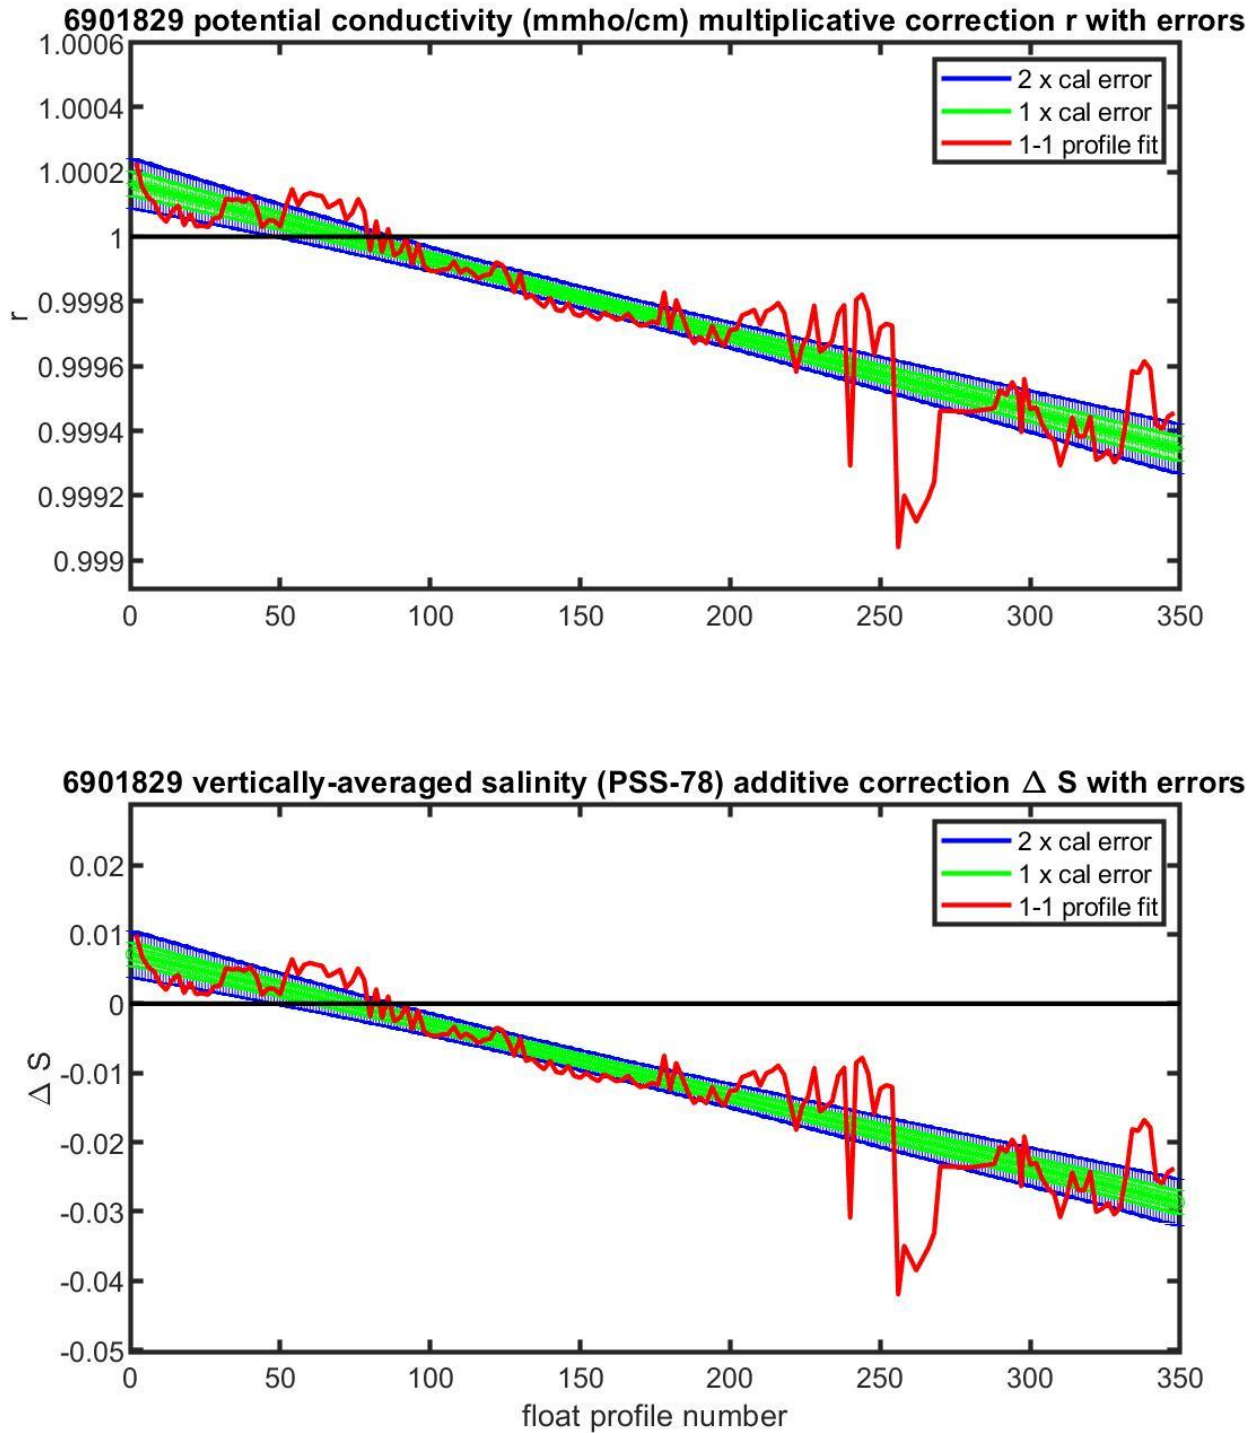 6901829 potential conductivity (mmho/cm) multiplicative correction r with errors
1.0006
1.0004
1.0002
1
0.9998
0.9996
0.9994
0.9992
0.999
r
2 x cal error
1 x cal error
1-1 profile fit
0 50 100 150 200 250 300 350
6901829 vertically-averaged salinity (PSS-78) additive correction Δ S with errors
0.02
0.01
0
-0.01
-0.02
-0.03
-0.04
-0.05
Δ S
2 x cal error
1 x cal error
1-1 profile fit
0 50 100 150 200 250 300 350
float profile number